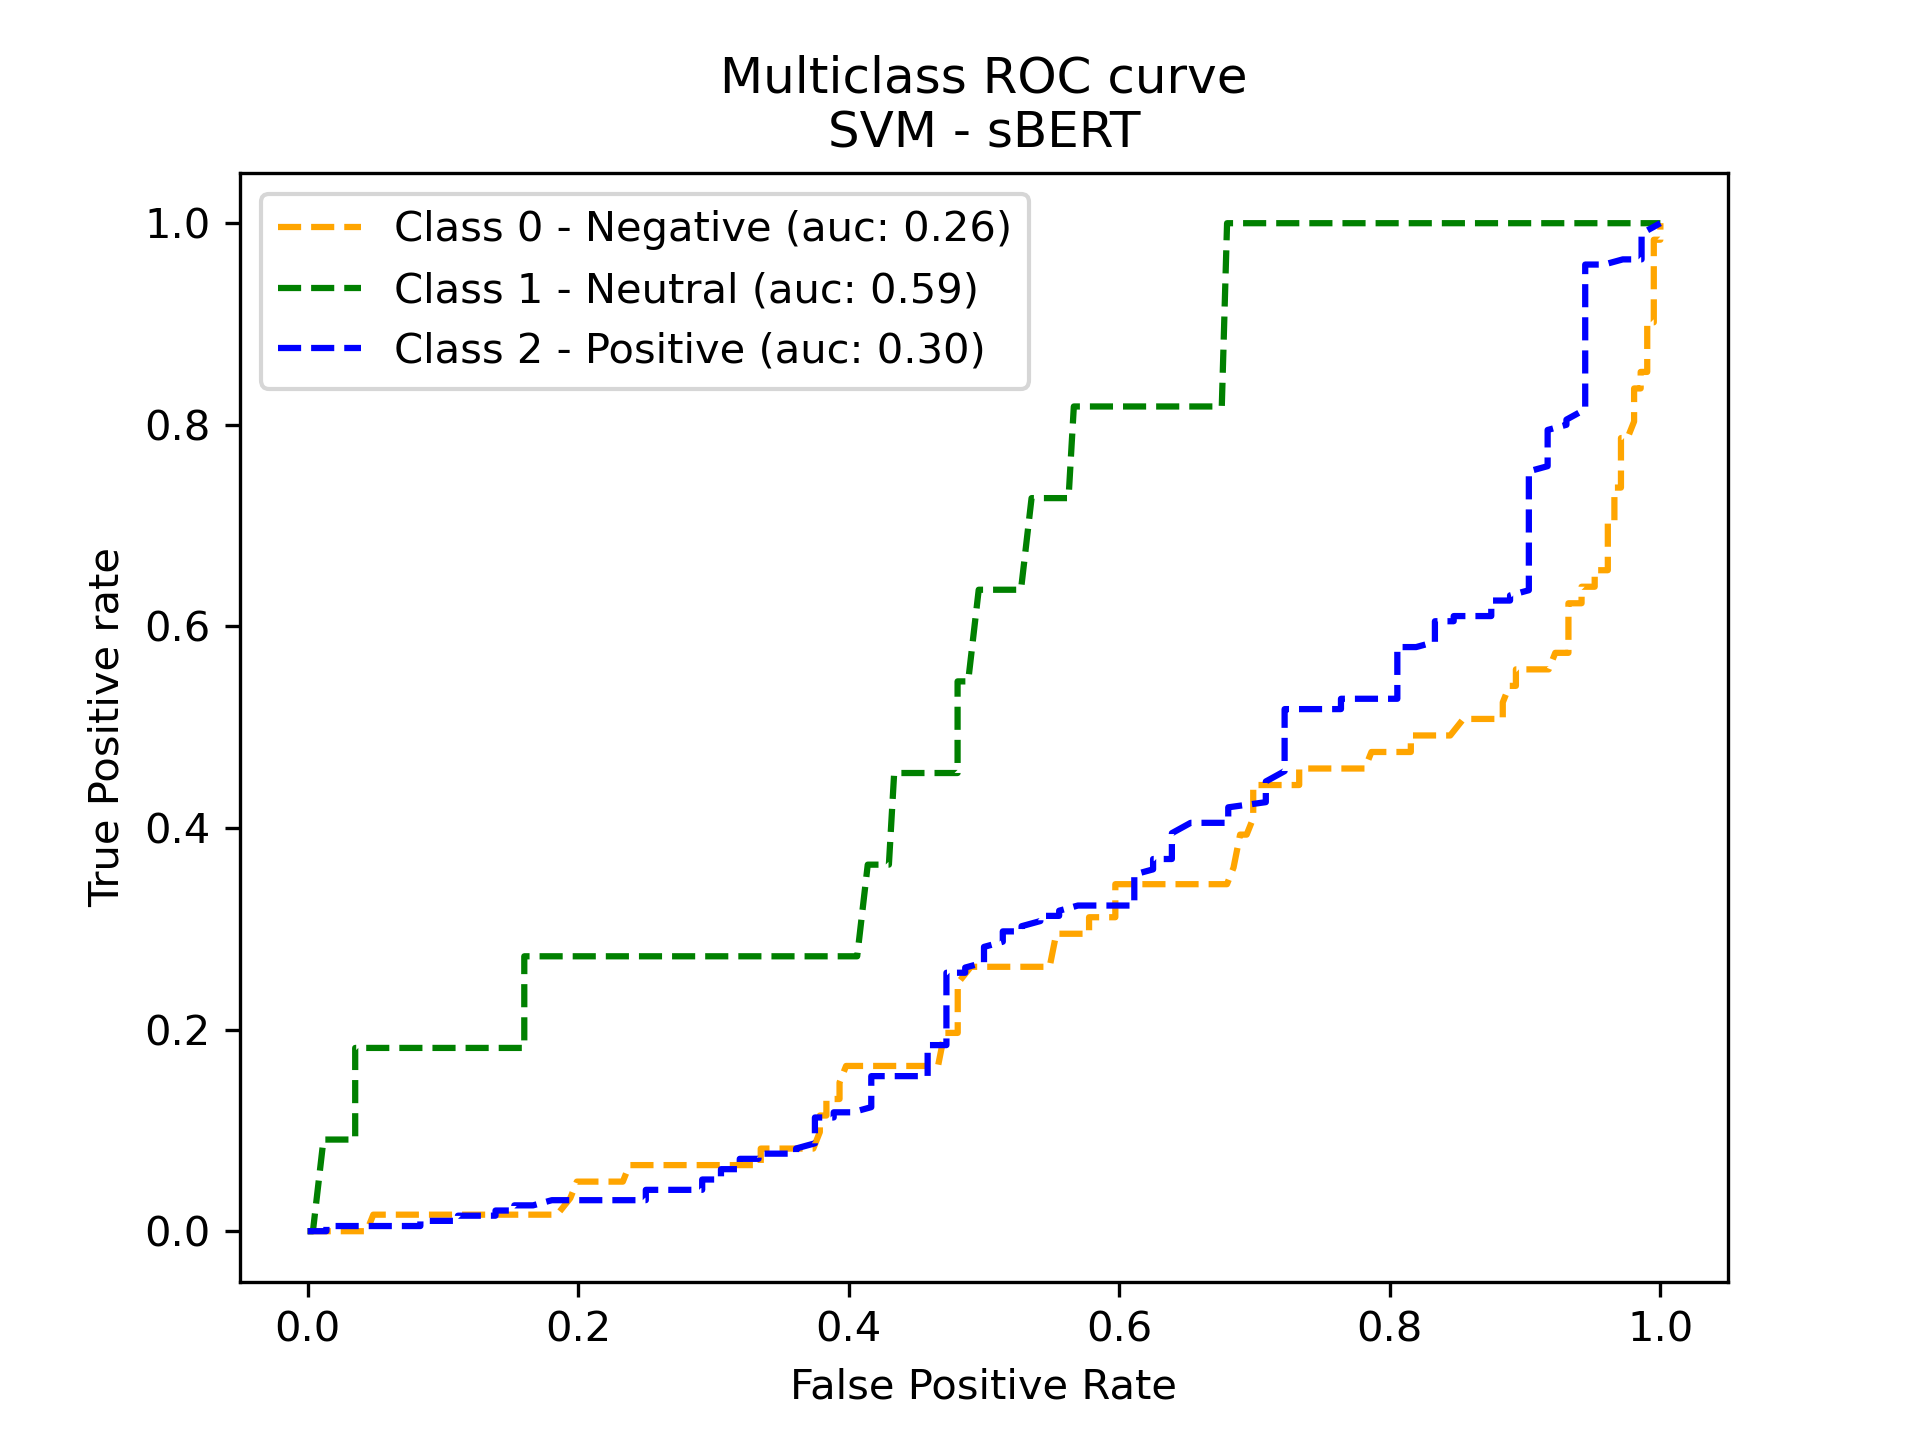 Multiclass ROC curve
SVM - sBERT
Class 0 - Negative (auc: 0.26)
Class 1 - Neutral (auc: 0.59)
Class 2 - Positive (auc: 0.30)
1.0
0.8
0.6
0.4
0.2
0.0
True Positive rate
0.0 0.2 0.4 0.6 0.8 1.0
False Positive Rate